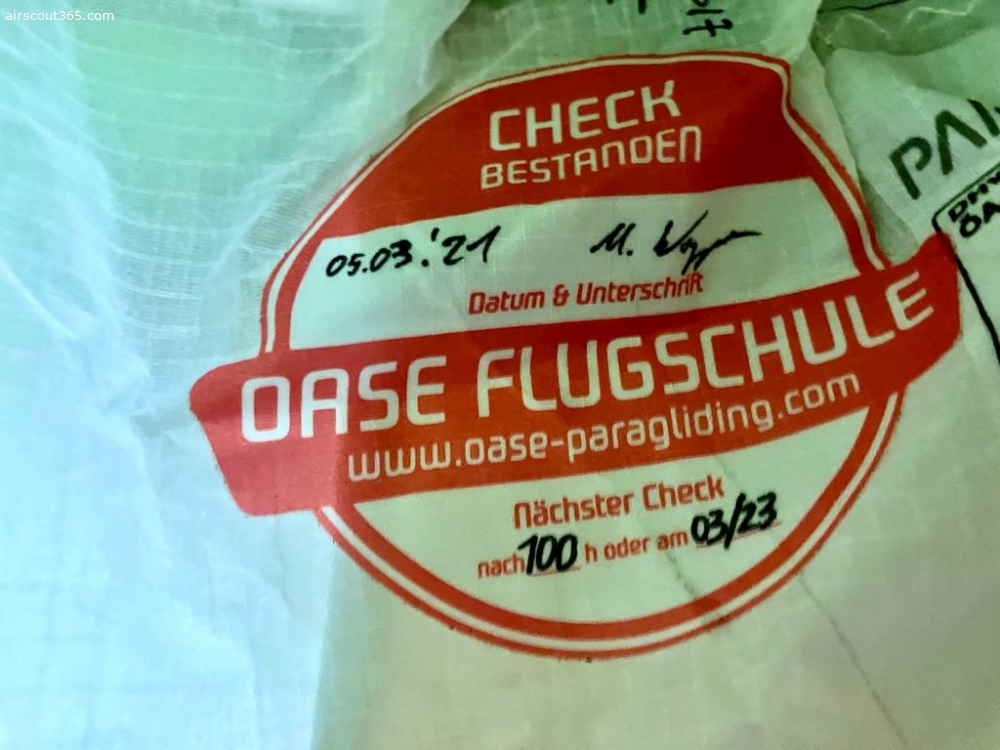 airscout365.com
CHECK
BESTANDEN
05.03.'21
Datum & Unterschrift
OASE FLUGSCHULE
www.oase-paragliding.com
Nächster Check
nach 100 h oder am 03/23